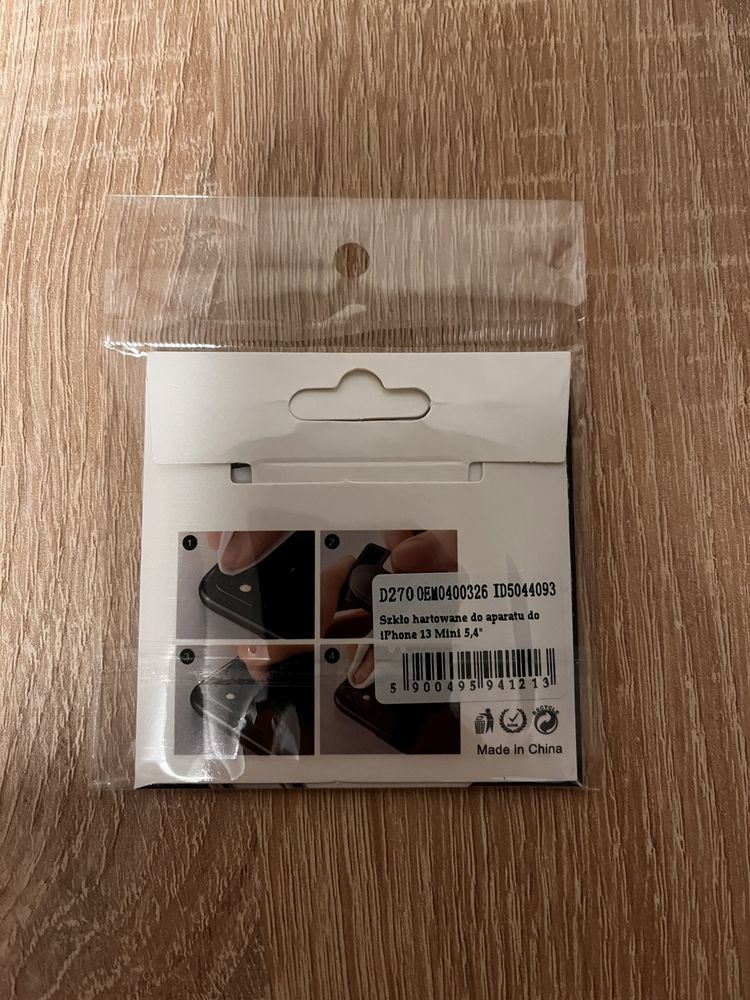 1
2
D270 OEM0400326 ID5044093
Szkło hartowane do aparatu do
iPhone 13 Mini 5,4"
3
4
5 900495 941213
RECYCLE
Made in China